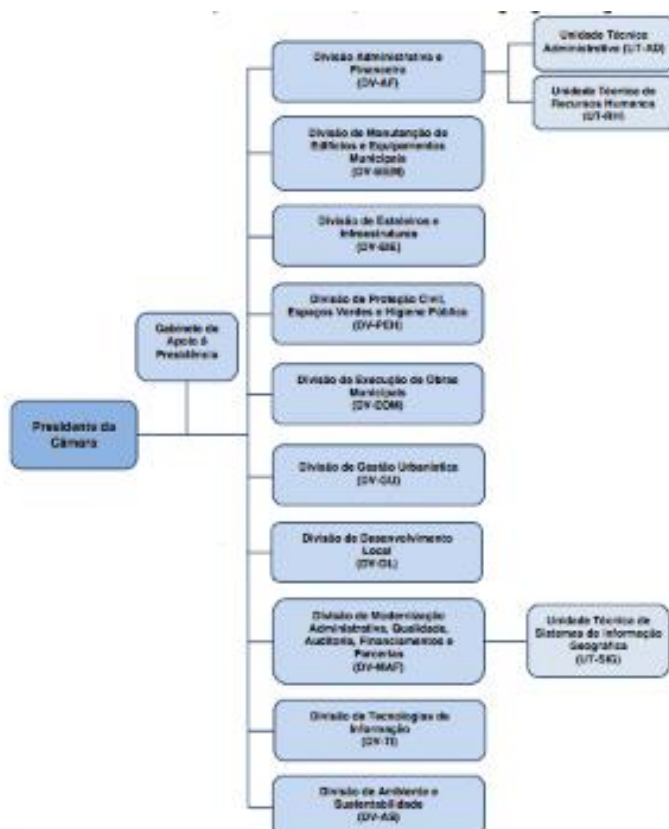 Divisão Administrativa e
Financeira
(DV-AF)
Unidade Técnica
Administrativa (UT-AD)
Unidade Técnica de
Recursos Humanos
(UT-RH)
Divisão de Manutenção de
Edifícios e Equipamentos
Municipais
(DV-MEM)
Divisão de Estaleiros e
Infraestruturas
Divisão de Proteção Civil,
Espaços Verdes e Higiene Pública
(DV-PEH)
Gabinete de
Apoio à
Presidência
Divisão de Execução de Obras
Municipais
(DV-EOM)
Presidente da
Câmara
Divisão de Gestão Urbanística
(DV-GU)
Divisão de Desenvolvimento
Local
(DV-DL)
Divisão de Modernização
Administrativa, Qualidade,
Auditoria, Financiamentos e
Parcerias
(DV-MAF)
Unidade Técnica de
Sistemas de Informação
Geográfica
(UT-SIG)
Divisão de Tecnologias de
Informação
(DV-TI)
Divisão de Ambiente e
Sustentabilidade
(DV-AS)